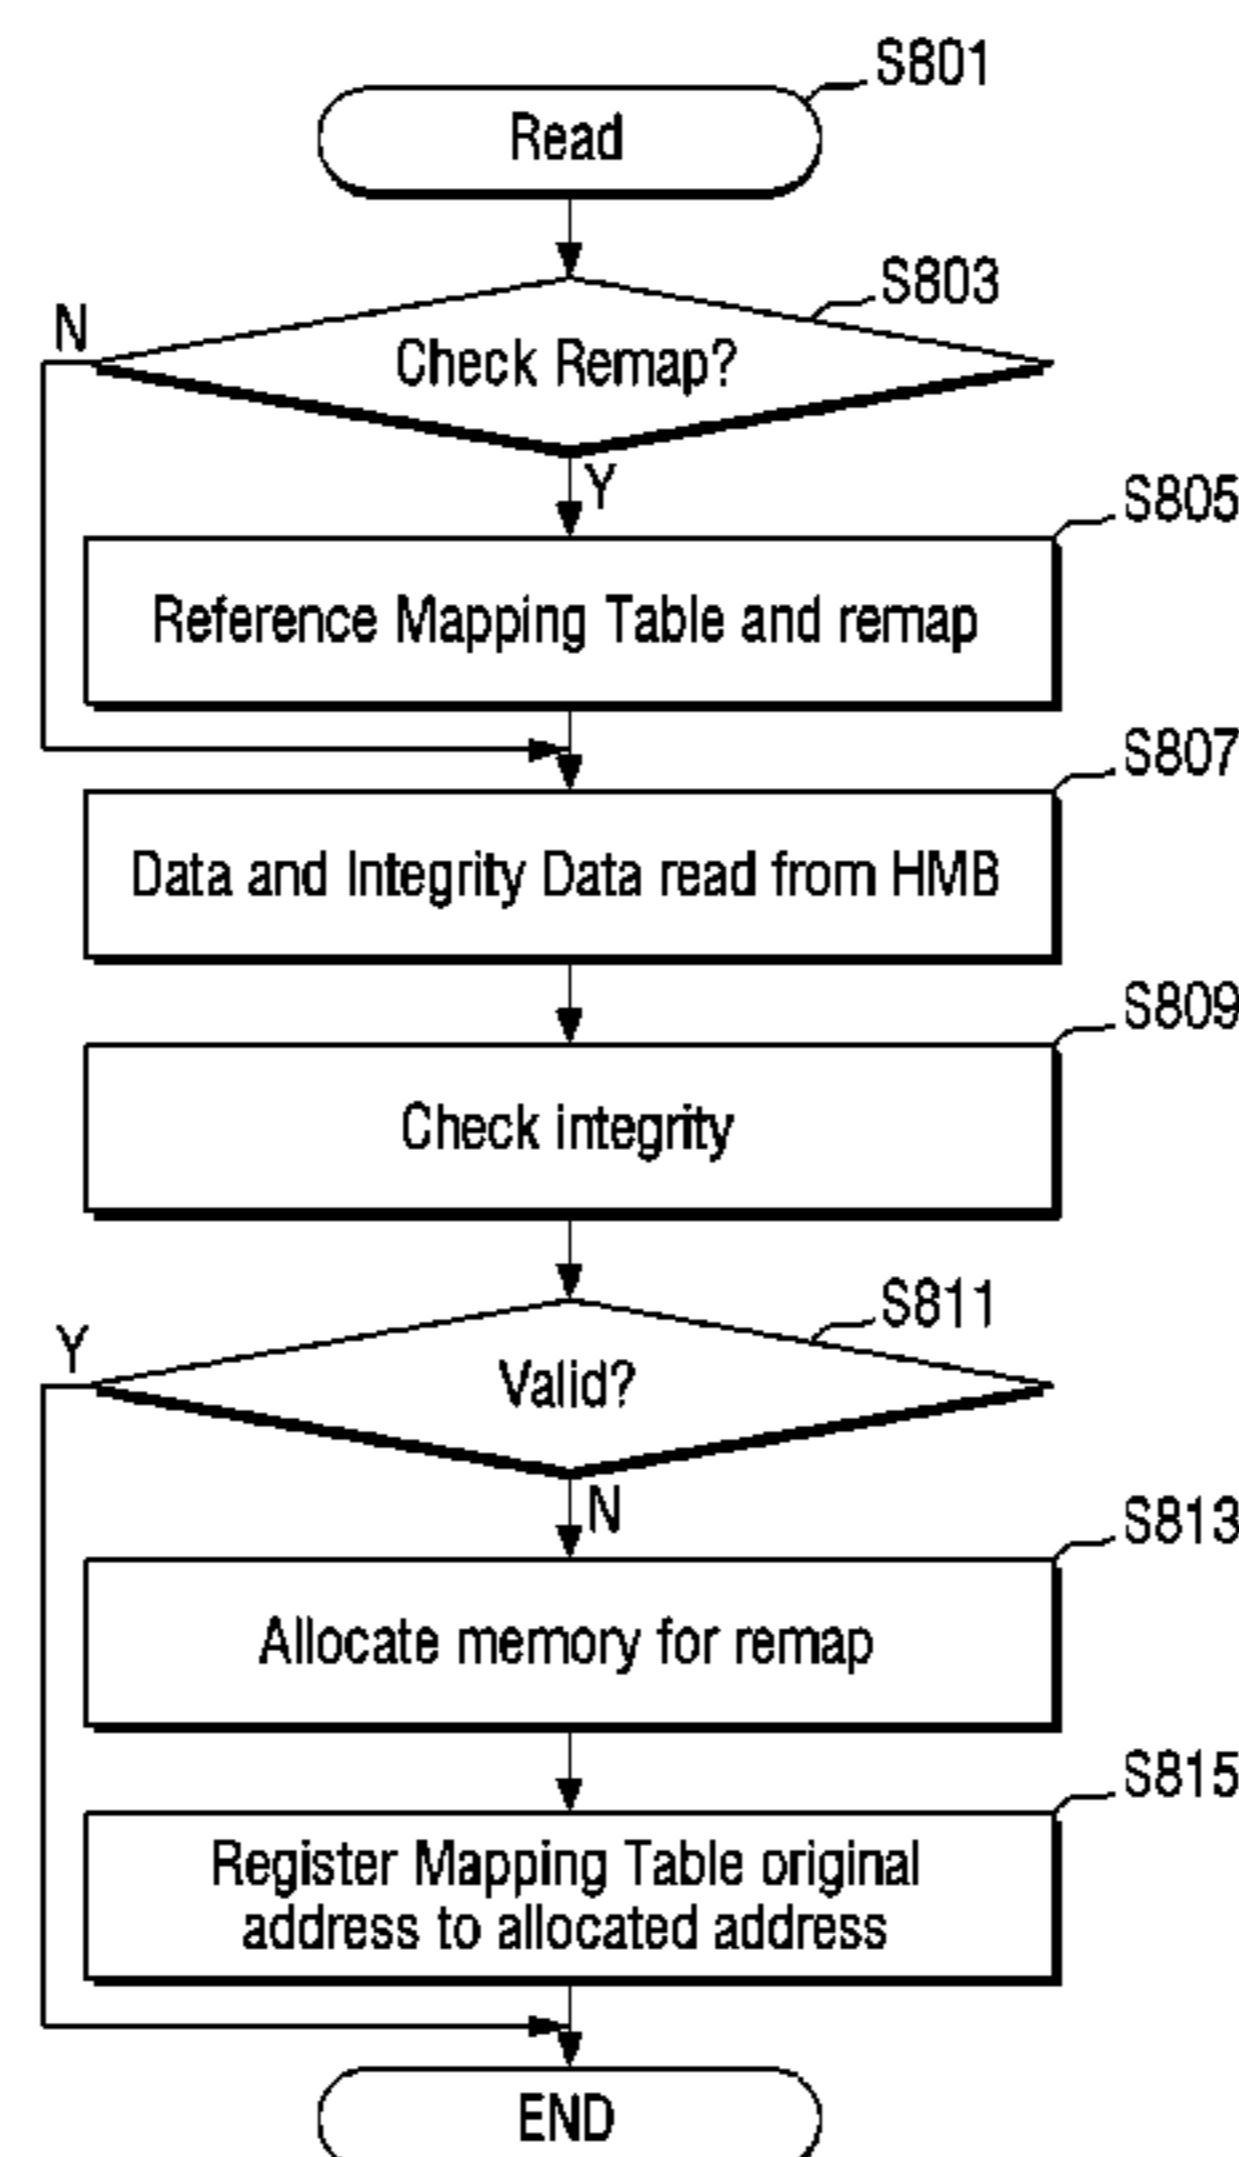 S801
Read
S803
N
Check Remap?
Y
S805
Reference Mapping Table and remap
S807
Data and Integrity Data read from HMB
S809
Check integrity
S811
Y
Valid?
N
S813
Allocate memory for remap
S815
Register Mapping Table original
address to allocated address
END